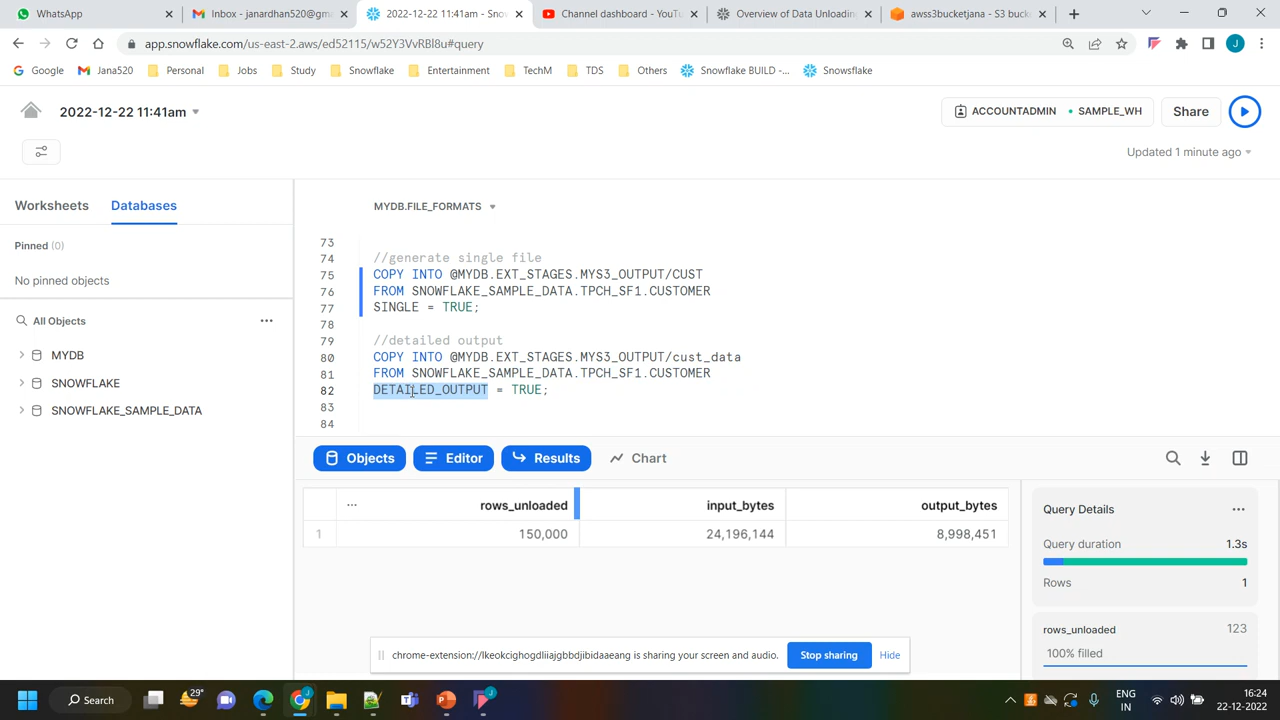 WhatsApp
Inbox - janardhan520@gm
2022-12-22 11:41am - Sno
Channel dashboard - YouTu
Overview of Data Unloading
awss3bucketjana - S3 buck
app.snowflake.com/us-east-2.aws/ed52115/w52Y3VvRBl8u#query
J
Google
Jana520
Personal
Jobs
Study
Snowflake
Entertainment
TechM
TDS
Others
Snowflake BUILD -...
Snowsflake
2022-12-22 11:41am
ACCOUNTADMIN
SAMPLE_WH
Share
Updated 1 minute ago
Worksheets
Databases
Pinned (0)
No pinned objects
All Objects
MYDB
SNOWFLAKE
SNOWFLAKE_SAMPLE_DATA
MYDB.FILE_FORMATS
73
74 //generate single file
75 COPY INTO @MYDB.EXT_STAGES.MYS3_OUTPUT/CUST
76 FROM SNOWFLAKE_SAMPLE_DATA.TPCH_SF1.CUSTOMER
77 SINGLE = TRUE;
78
79 //detailed output
80 COPY INTO @MYDB.EXT_STAGES.MYS3_OUTPUT/cust_data
81 FROM SNOWFLAKE_SAMPLE_DATA.TPCH_SF1.CUSTOMER
82 DETAILED_OUTPUT = TRUE;
83
84
Objects
Editor
Results
Chart
... rows_unloaded input_bytes output_bytes
1 150,000 24,196,144 8,998,451
Query Details
Query duration 1.3s
Rows 1
rows_unloaded 123
100% filled
chrome-extension://lkeokcighogdliiajgbbdjibidaaeang is sharing your screen and audio.
Stop sharing
Hide
Search
29°
ENG
IN
16:24
22-12-2022